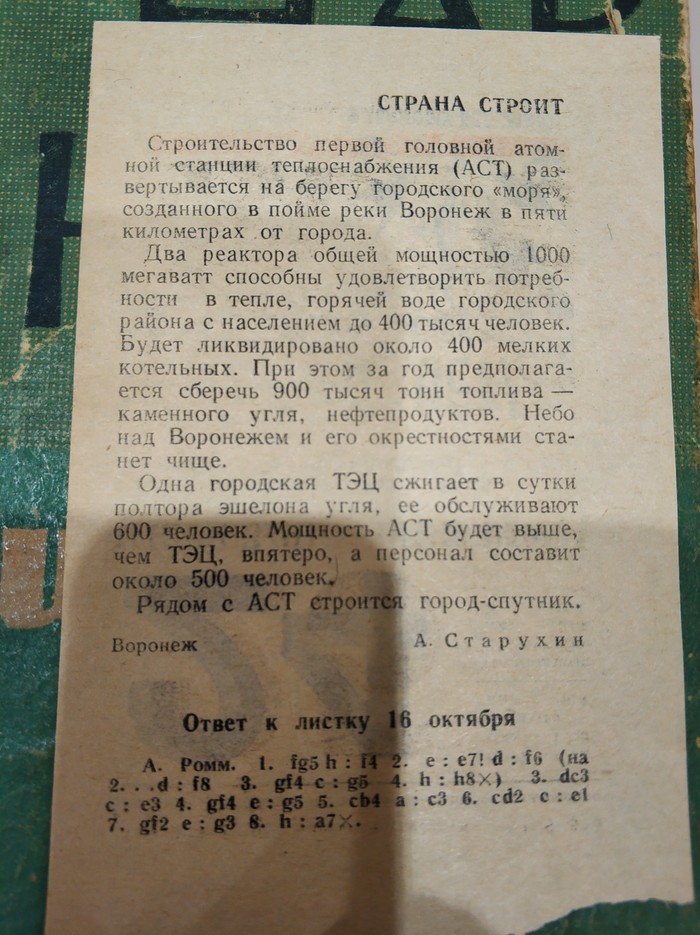 СТРАНА СТРОИТ
Строительство первой головной атом-
ной станции теплоснабжения (АСТ) раз-
вертывается на берегу городского «моря»,
созданного в пойме реки Воронеж в пяти
километрах от города.
Два реактора общей мощностью 1000
мегаватт способны удовлетворить потреб-
ности в тепле, горячей воде городского
района с населением до 400 тысяч человек.
Будет ликвидировано около 400 мелких
котельных. При этом за год предполага-
ется сберечь 900 тысяч тонн топлива —
каменного угля, нефтепродуктов. Небо
над Воронежем и его окрестностями ста-
нет чище.
Одна городская ТЭЦ сжигает в сутки
полтора эшелона угля, ее обслуживают
600 человек. Мощность АСТ будет выше,
чем ТЭЦ, впятеро, а персонал составит
около 500 человек.
Рядом с АСТ строится город-спутник.
Воронеж А. Старухин
Ответ к листку 16 октября
А. Ромм. 1. fg5 h : f4 2. e : e7! d : f6 (на
2. . .d : f8 3. gf4 c : g5 4. h : h8×) 3. dc3
c : e3 4. gf4 e : g5 5. cb4 a : c3 6. cd2 c : e1
7. gf2 e : g3 8. h : a7×.